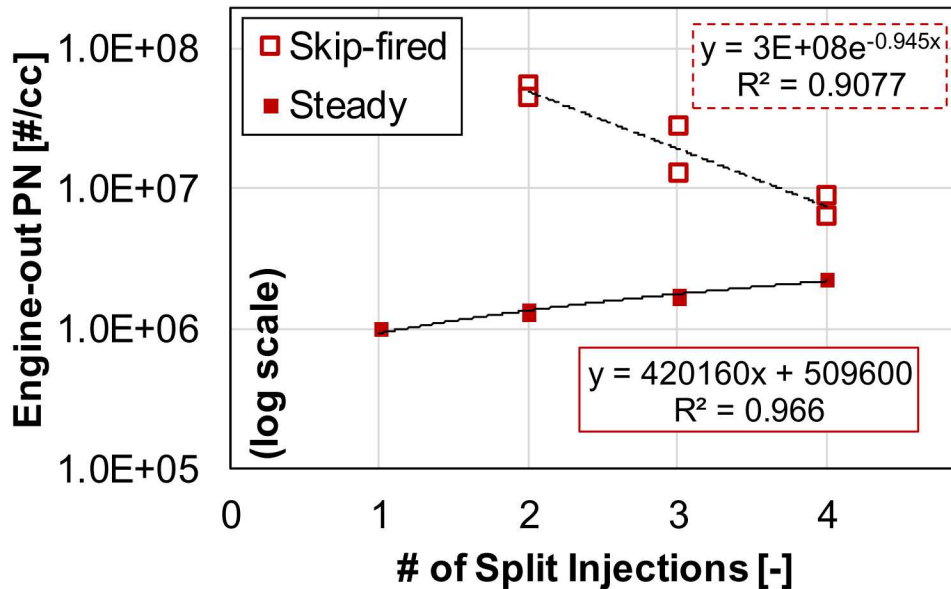 Engine-out PN [#/cc]
1.0E+08
1.0E+07
1.0E+06
1.0E+05
(log scale)
Skip-fired
Steady
y = 3E+08e^-0.945x
R² = 0.9077
y = 420160x + 509600
R² = 0.966
0 1 2 3 4
# of Split Injections [-]